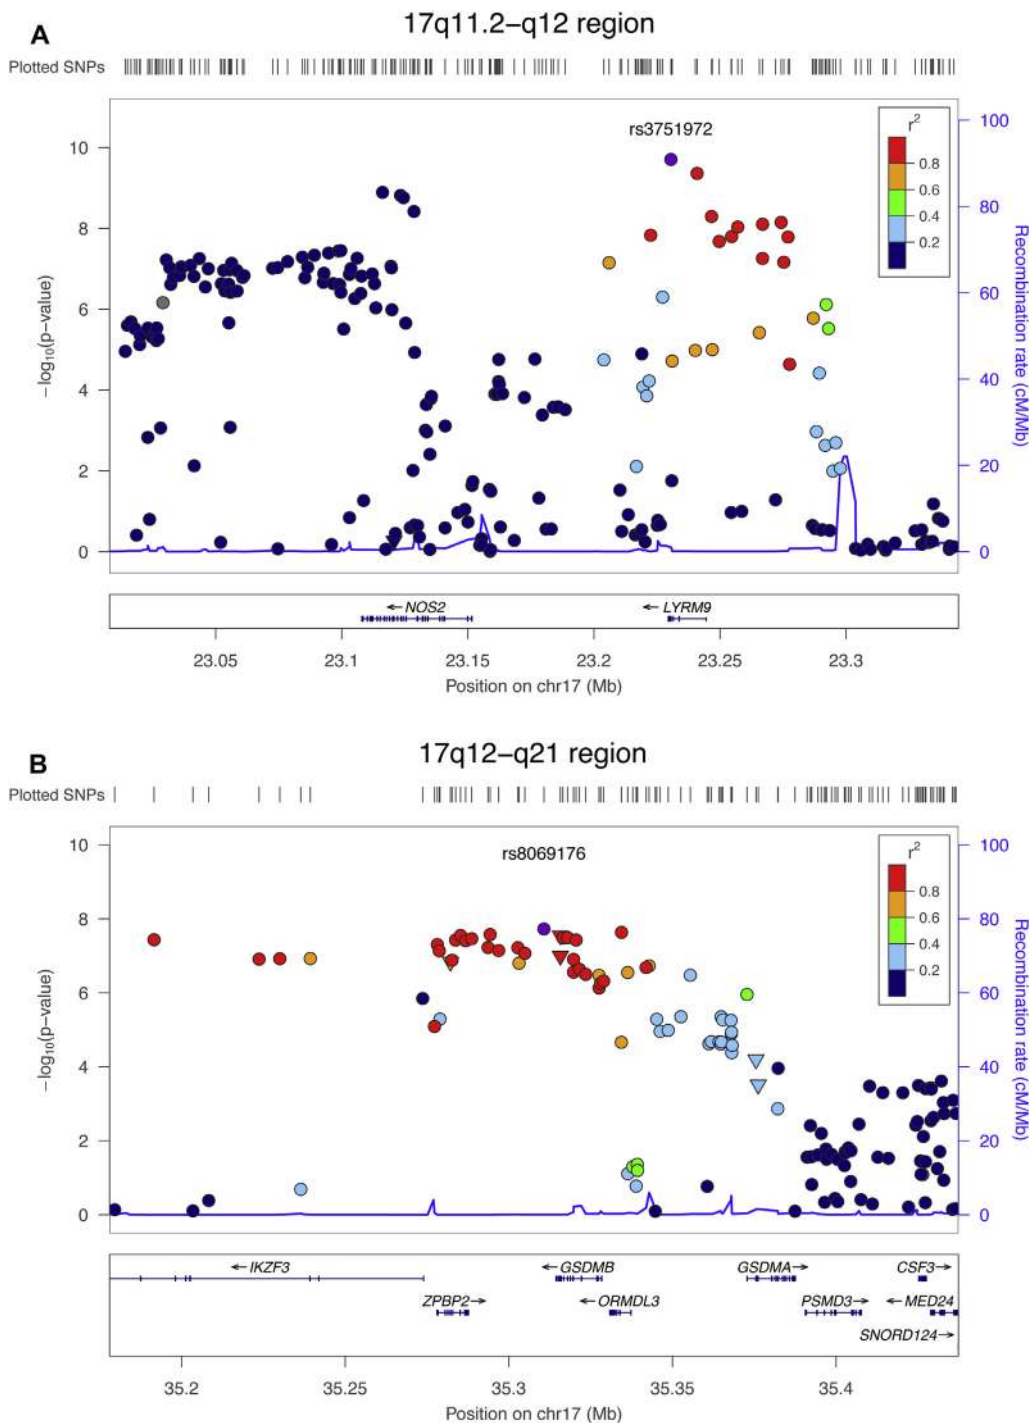 A
17q11.2−q12 region
Plotted SNPs
rs3751972
r²
0.8
0.6
0.4
0.2
10
8
6
4
2
0
−log₁₀(p−value)
100
80
60
40
20
0
Recombination rate (cM/Mb)
←NOS2
←LYRM9
23.05 23.1 23.15 23.2 23.25 23.3
Position on chr17 (Mb)
B
17q12−q21 region
Plotted SNPs
rs8069176
r²
0.8
0.6
0.4
0.2
10
8
6
4
2
0
−log₁₀(p−value)
100
80
60
40
20
0
Recombination rate (cM/Mb)
←IKZF3 ←GSDMB GSDMA→ CSF3→
ZPBP2→ ←ORMDL3 PSMD3→ ←MED24
SNORD124→
35.2 35.25 35.3 35.35 35.4
Position on chr17 (Mb)